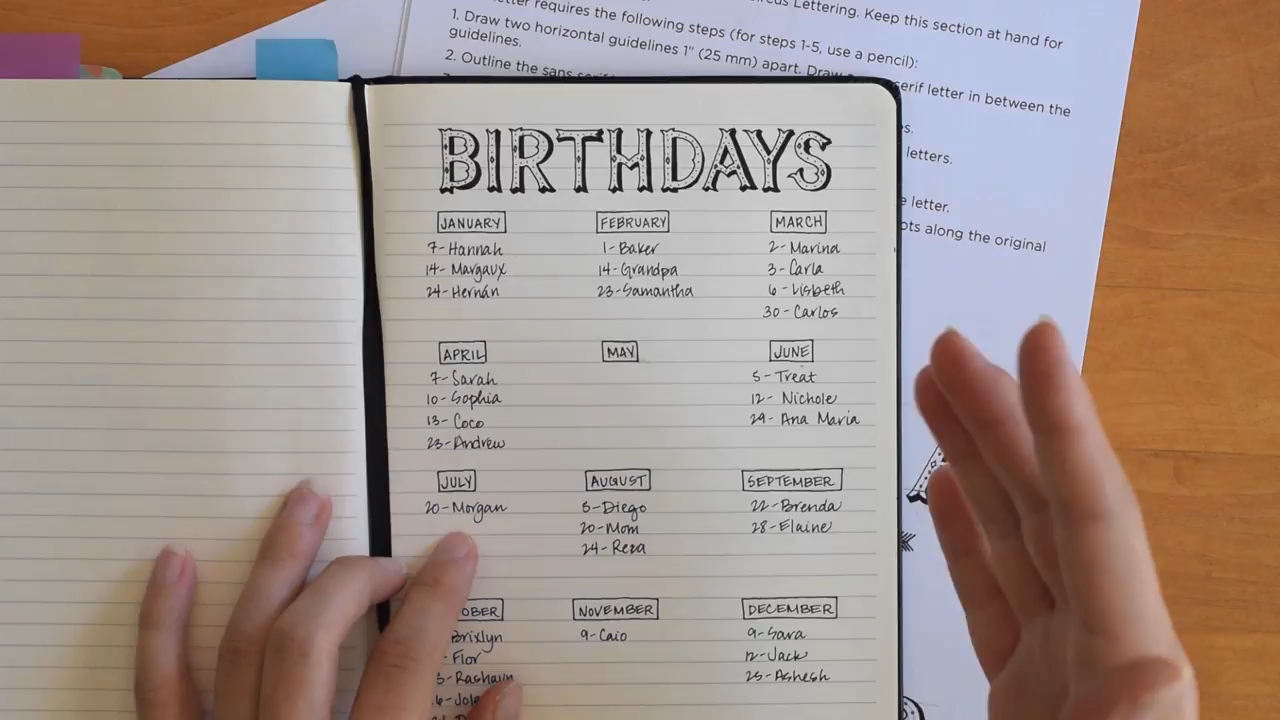 Lettering. Keep this section at hand for
letter requires the following steps (for steps 1-5, use a pencil):
1. Draw two horizontal guidelines 1" (25 mm) apart. Draw
serif letter in between the
guidelines.
2. Outline the sans serif
letters.
letter.
along the original
BIRTHDAYS
JANUARY
7- Hannah
14- Margaux
24- Hernán
FEBRUARY
1- Baker
14- Grandpa
23- Samantha
MARCH
2- Marina
3- Carla
6- Lisbeth
30- Carlos
APRIL
7- Sarah
10- Sophia
13- Coco
23- Andrew
MAY
JUNE
5- Treat
12- Nichole
29- Ana Maria
JULY
20- Morgan
AUGUST
5- Diego
20- Mom
24- Reza
SEPTEMBER
22- Brenda
28- Elaine
OBER
Brixlyn
- Flor
NOVEMBER
9- Caio
DECEMBER
9- Sara
12- Jack
25- Ashesh